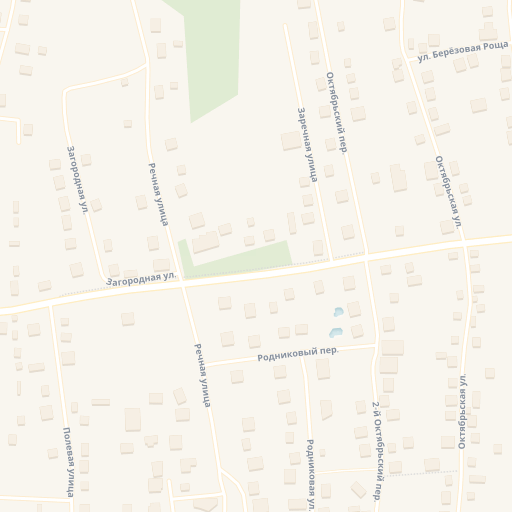 ул. Берёзовая Роща
Октябрьский пер.
Заречная улица
Загородная ул.
Речная улица
Октябрьская ул.
Загородная ул.
Речная улица
Родниковый пер.
Октябрьская ул.
2-й Октябрьский пер.
Полевая улица
Родниковая ул.